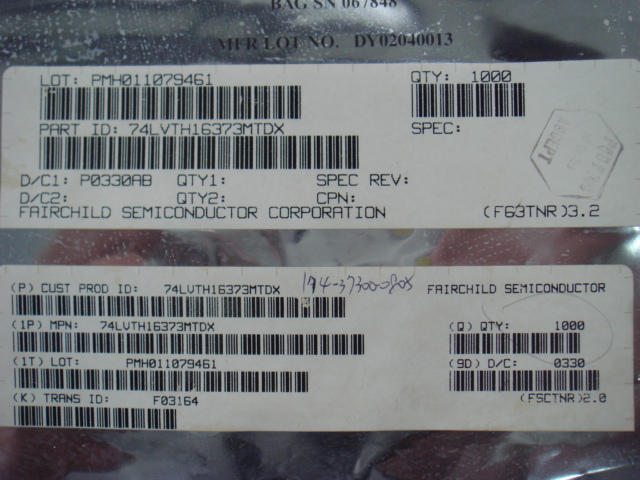 BAG SN 067848
MFR LOT NO. DY02040013
LOT: PMH011079461 QTY: 1000
PART ID: 74LVTH16373MTDX SPEC:
D/C1: P0330AB QTY1: SPEC REV:
D/C2: QTY2: CPN:
FAIRCHILD SEMICONDUCTOR CORPORATION (F63TNR)3.2
(P) CUST PROD ID: 74LVTH16373MTDX FAIRCHILD SEMICONDUCTOR
(1P) MPN: 74LVTH16373MTDX (Q) QTY: 1000
(1T) LOT: PMH011079461 (9D) D/C: 0330
(K) TRANS ID: F03164 (FSCTNR)2.0